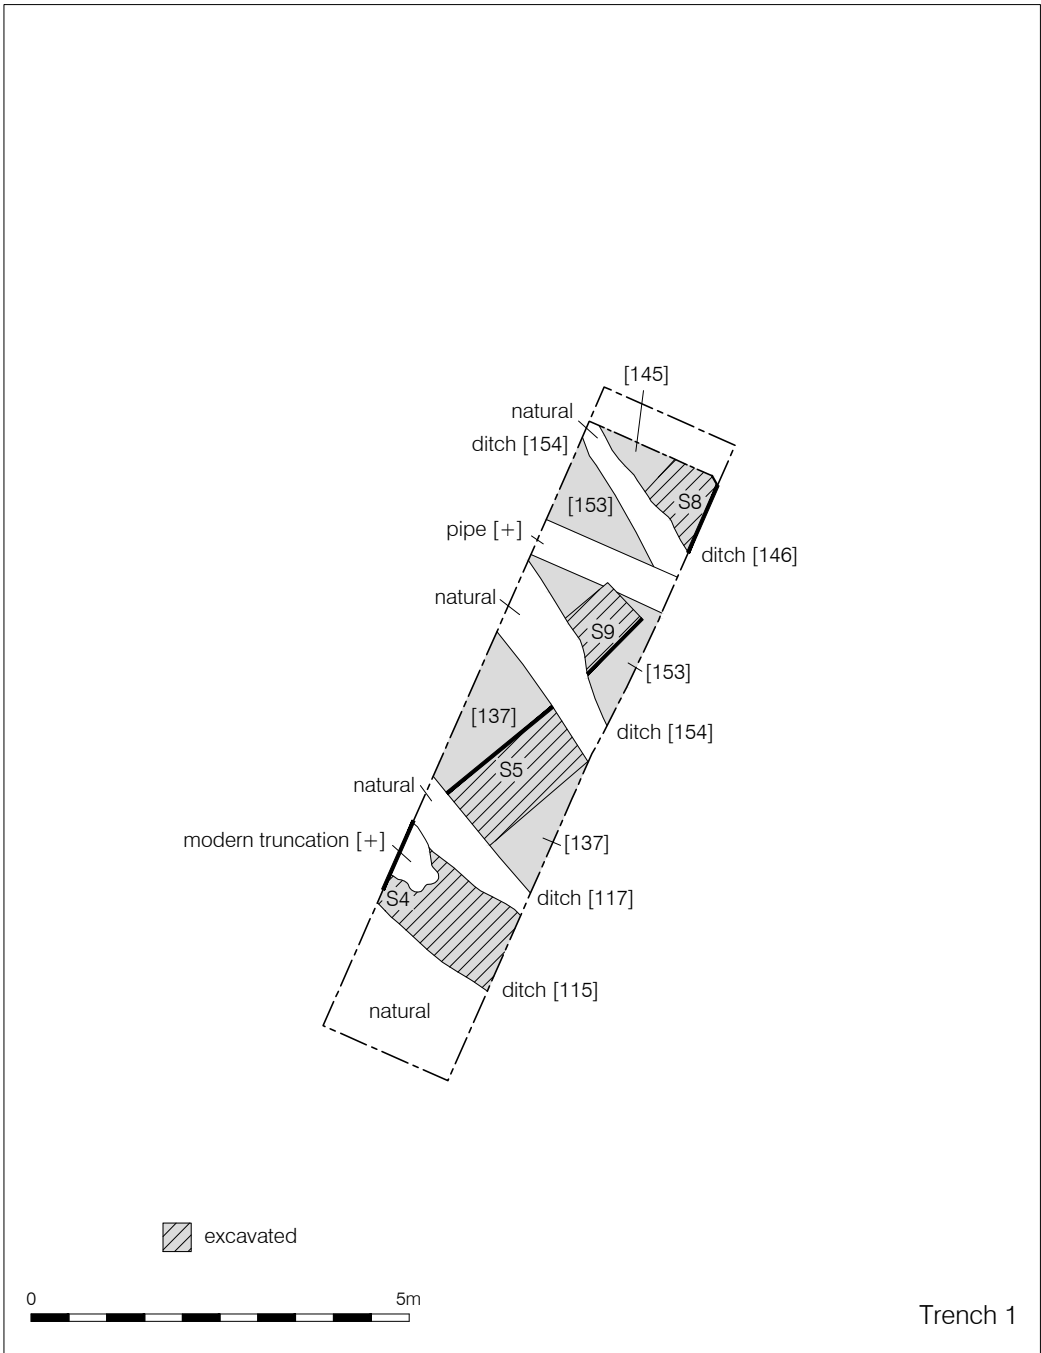 [145]
natural
ditch [154]
S8
[153]
pipe [+]
ditch [146]
natural
S9
[153]
[137]
ditch [154]
S5
natural
modern truncation [+]
[137]
S4
ditch [117]
ditch [115]
natural
excavated
0 5m
Trench 1